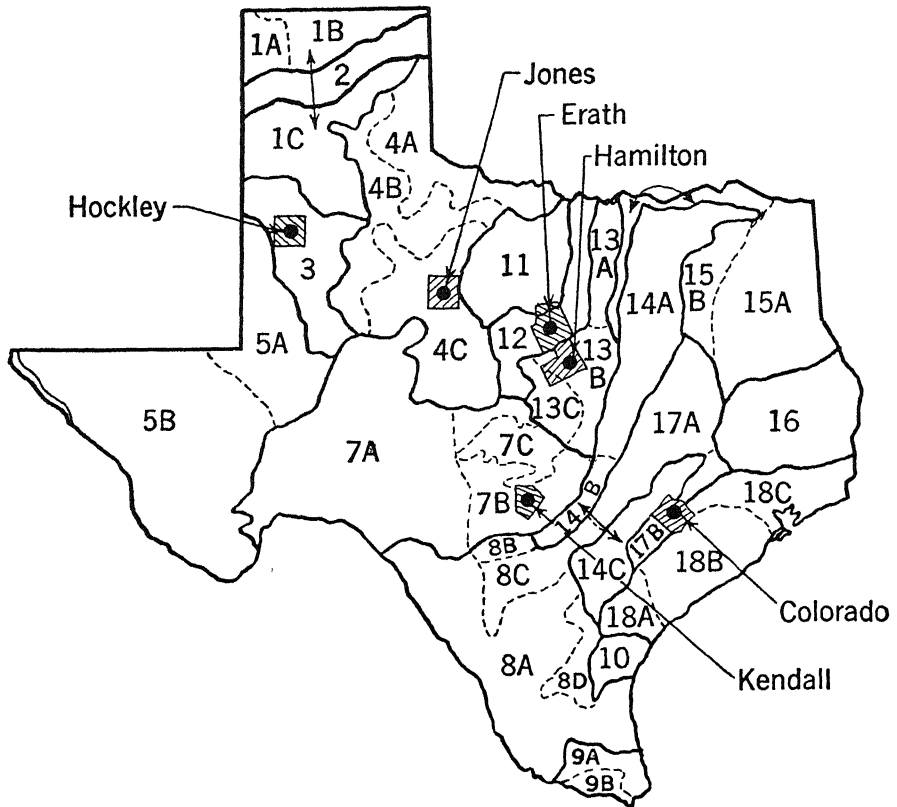 1A
1B
2
Jones
Erath
1C
4A
Hamilton
4B
Hockley
13
A
11
3
15
B
14A
15A
12
13
B
5A
4C
13C
5B
17A
16
7A
7C
B
18C
7B
14
17B
8B
18B
8C
14C
Colorado
18A
10
8A
8D
Kendall
9A
9B